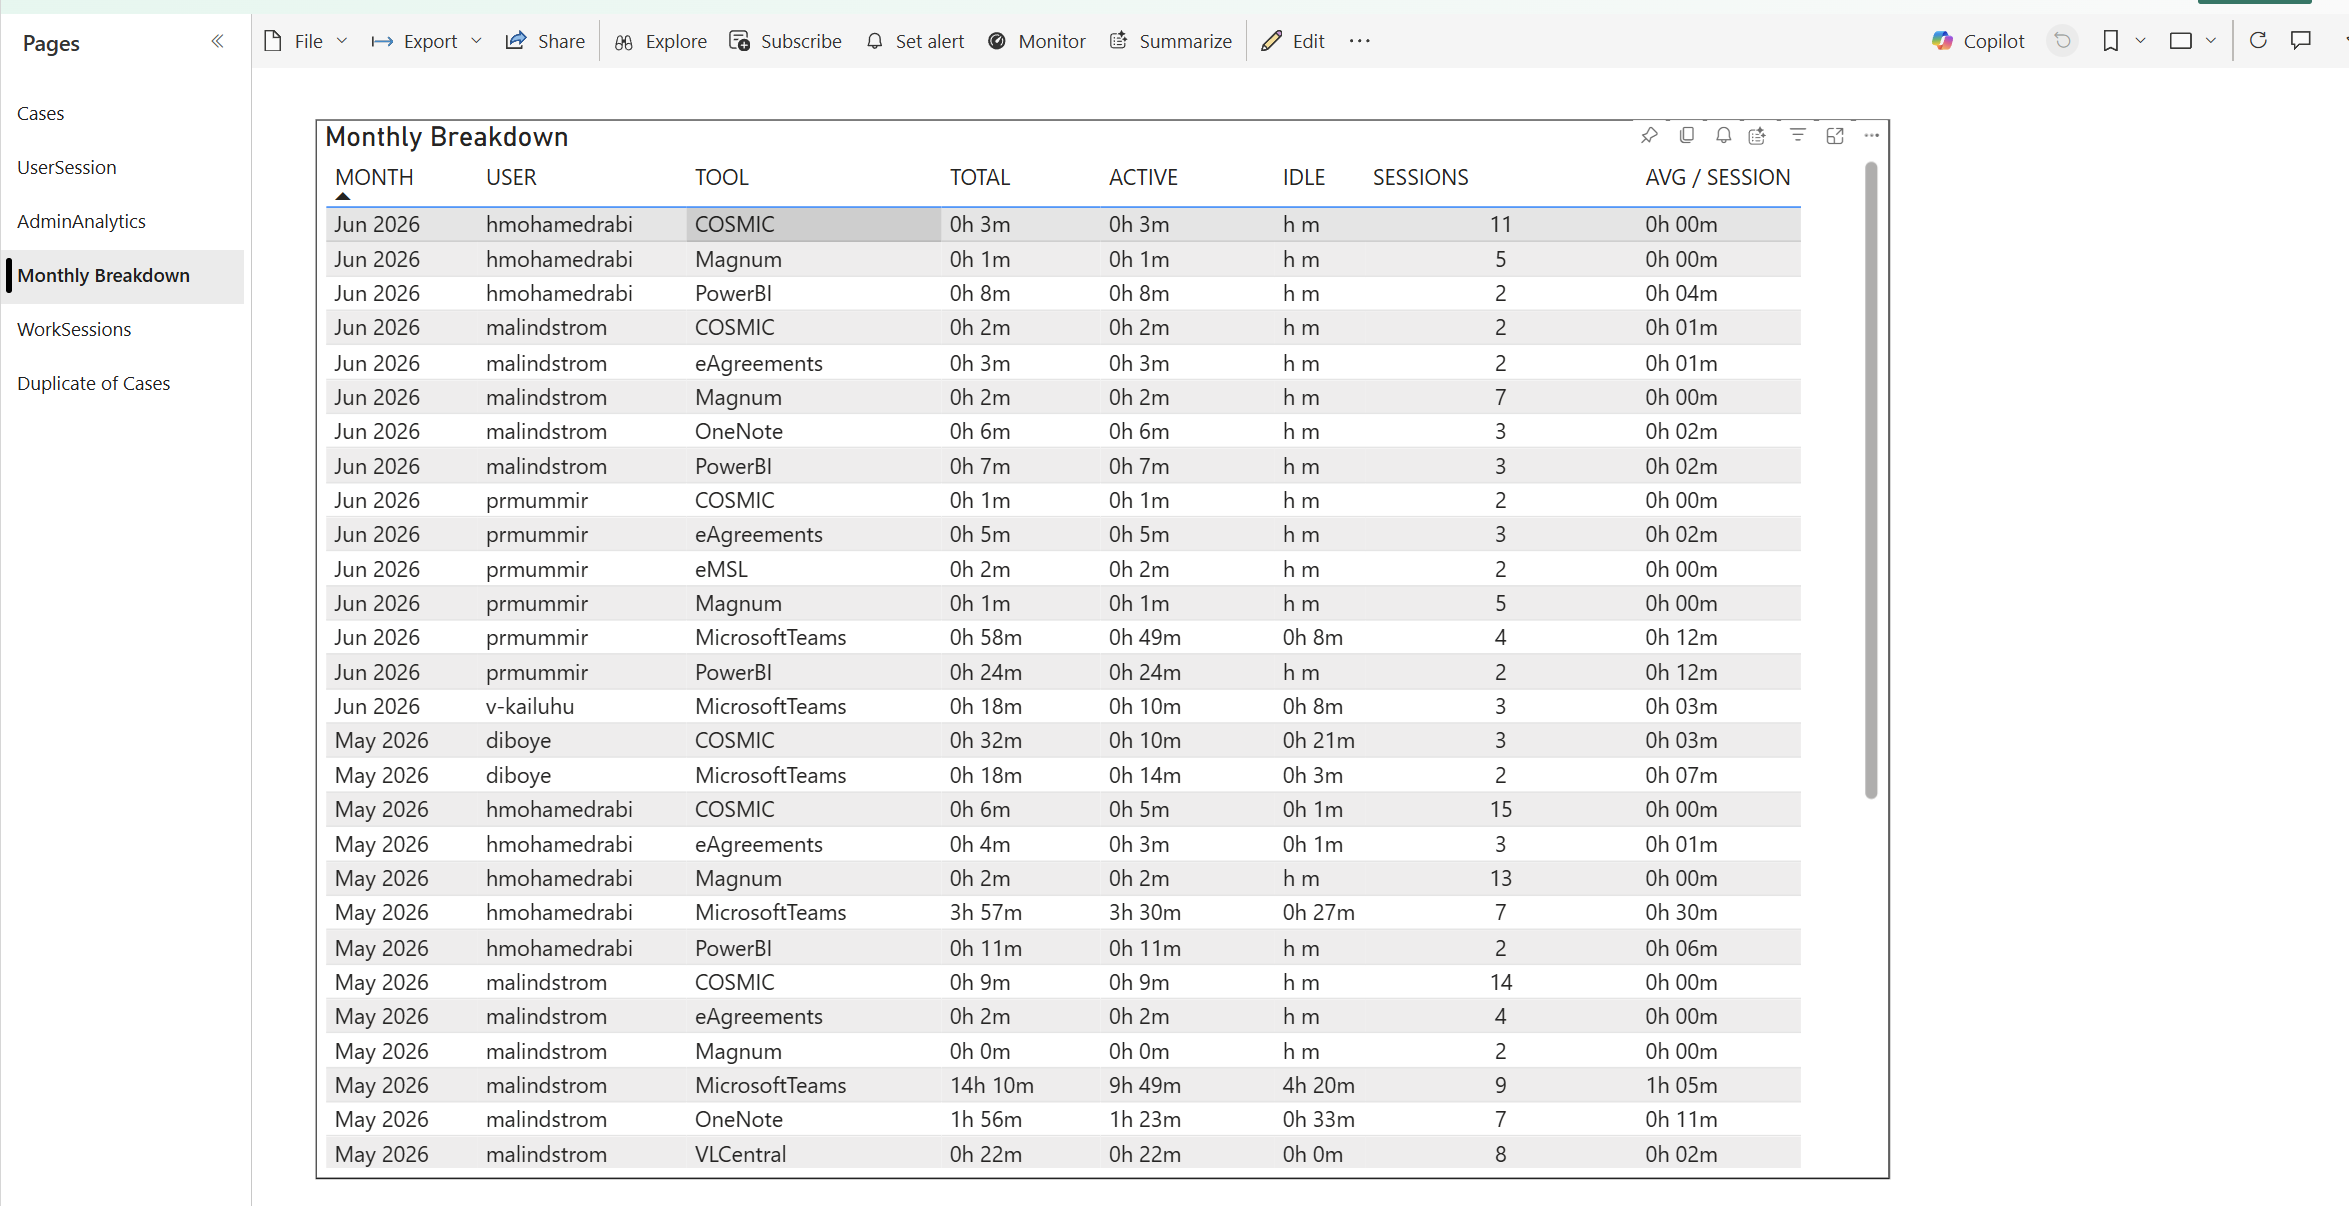 Pages
File Export Share Explore Subscribe Set alert Monitor Summarize Edit Copilot
Cases
UserSession
AdminAnalytics
Monthly Breakdown
WorkSessions
Duplicate of Cases
Monthly Breakdown
MONTH USER TOOL TOTAL ACTIVE IDLE SESSIONS AVG / SESSION
Jun 2026 hmohamedrabi COSMIC 0h 3m 0h 3m h m 11 0h 00m
Jun 2026 hmohamedrabi Magnum 0h 1m 0h 1m h m 5 0h 00m
Jun 2026 hmohamedrabi PowerBI 0h 8m 0h 8m h m 2 0h 04m
Jun 2026 malindstrom COSMIC 0h 2m 0h 2m h m 2 0h 01m
Jun 2026 malindstrom eAgreements 0h 3m 0h 3m h m 2 0h 01m
Jun 2026 malindstrom Magnum 0h 2m 0h 2m h m 7 0h 00m
Jun 2026 malindstrom OneNote 0h 6m 0h 6m h m 3 0h 02m
Jun 2026 malindstrom PowerBI 0h 7m 0h 7m h m 3 0h 02m
Jun 2026 prmummir COSMIC 0h 1m 0h 1m h m 2 0h 00m
Jun 2026 prmummir eAgreements 0h 5m 0h 5m h m 3 0h 02m
Jun 2026 prmummir eMSL 0h 2m 0h 2m h m 2 0h 00m
Jun 2026 prmummir Magnum 0h 1m 0h 1m h m 5 0h 00m
Jun 2026 prmummir MicrosoftTeams 0h 58m 0h 49m 0h 8m 4 0h 12m
Jun 2026 prmummir PowerBI 0h 24m 0h 24m h m 2 0h 12m
Jun 2026 v-kailuhu MicrosoftTeams 0h 18m 0h 10m 0h 8m 3 0h 03m
May 2026 diboye COSMIC 0h 32m 0h 10m 0h 21m 3 0h 03m
May 2026 diboye MicrosoftTeams 0h 18m 0h 14m 0h 3m 2 0h 07m
May 2026 hmohamedrabi COSMIC 0h 6m 0h 5m 0h 1m 15 0h 00m
May 2026 hmohamedrabi eAgreements 0h 4m 0h 3m 0h 1m 3 0h 01m
May 2026 hmohamedrabi Magnum 0h 2m 0h 2m h m 13 0h 00m
May 2026 hmohamedrabi MicrosoftTeams 3h 57m 3h 30m 0h 27m 7 0h 30m
May 2026 hmohamedrabi PowerBI 0h 11m 0h 11m h m 2 0h 06m
May 2026 malindstrom COSMIC 0h 9m 0h 9m h m 14 0h 00m
May 2026 malindstrom eAgreements 0h 2m 0h 2m h m 4 0h 00m
May 2026 malindstrom Magnum 0h 0m 0h 0m h m 2 0h 00m
May 2026 malindstrom MicrosoftTeams 14h 10m 9h 49m 4h 20m 9 1h 05m
May 2026 malindstrom OneNote 1h 56m 1h 23m 0h 33m 7 0h 11m
May 2026 malindstrom VLCentral 0h 22m 0h 22m 0h 0m 8 0h 02m